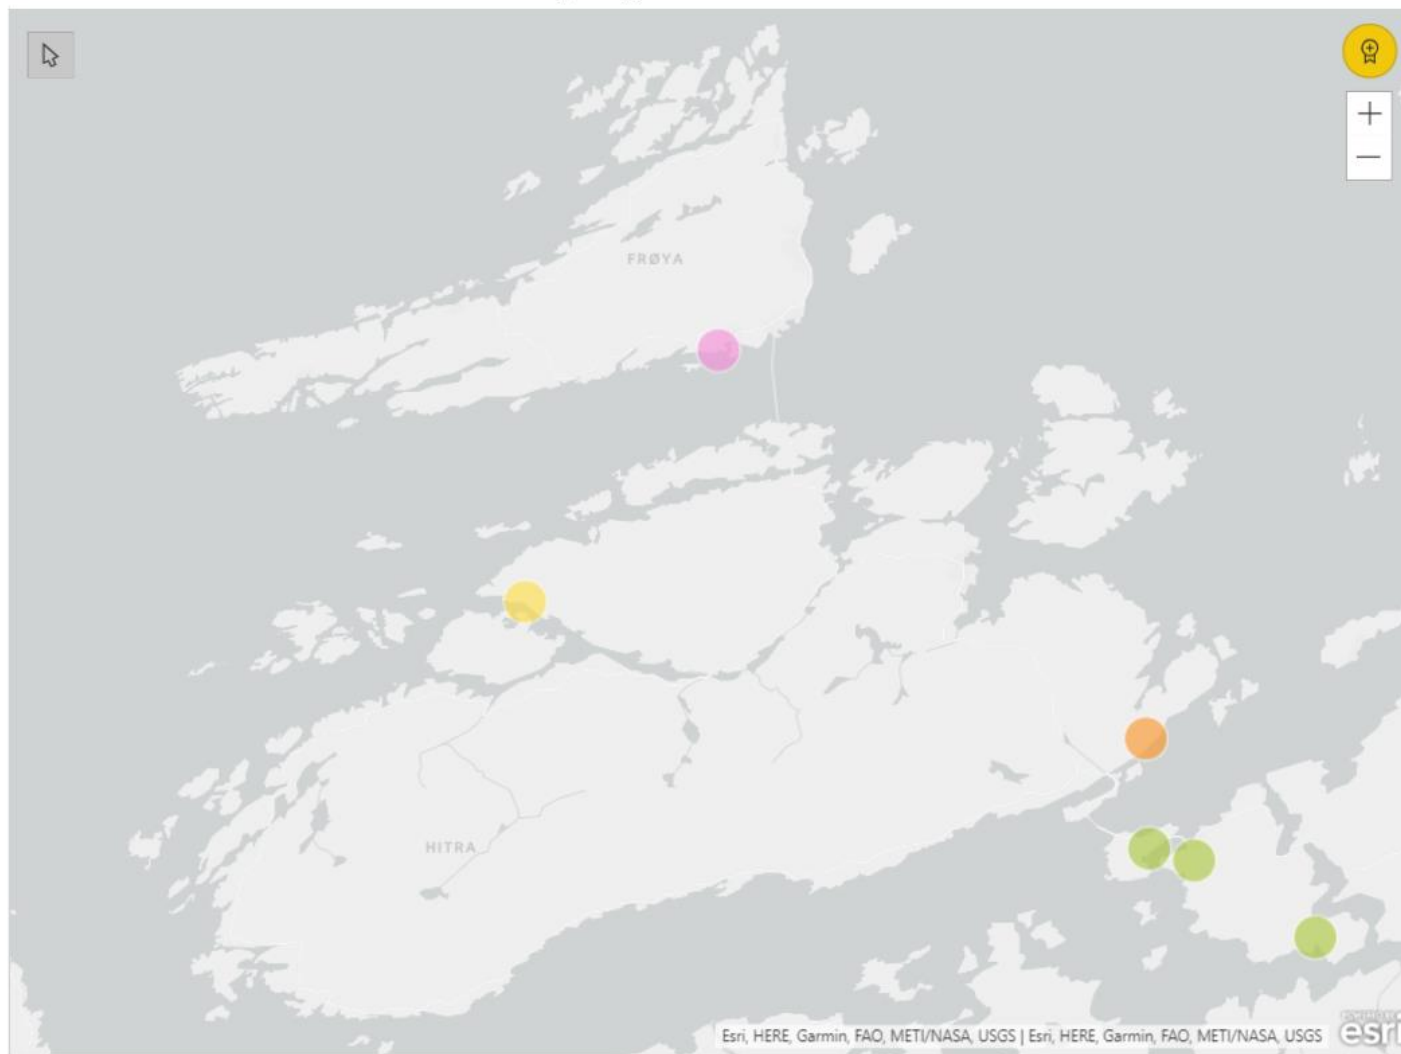 FRØYA
HITRA
Esri, HERE, Garmin, FAO, METI/NASA, USGS | Esri, HERE, Garmin, FAO, METI/NASA, USGS
esri